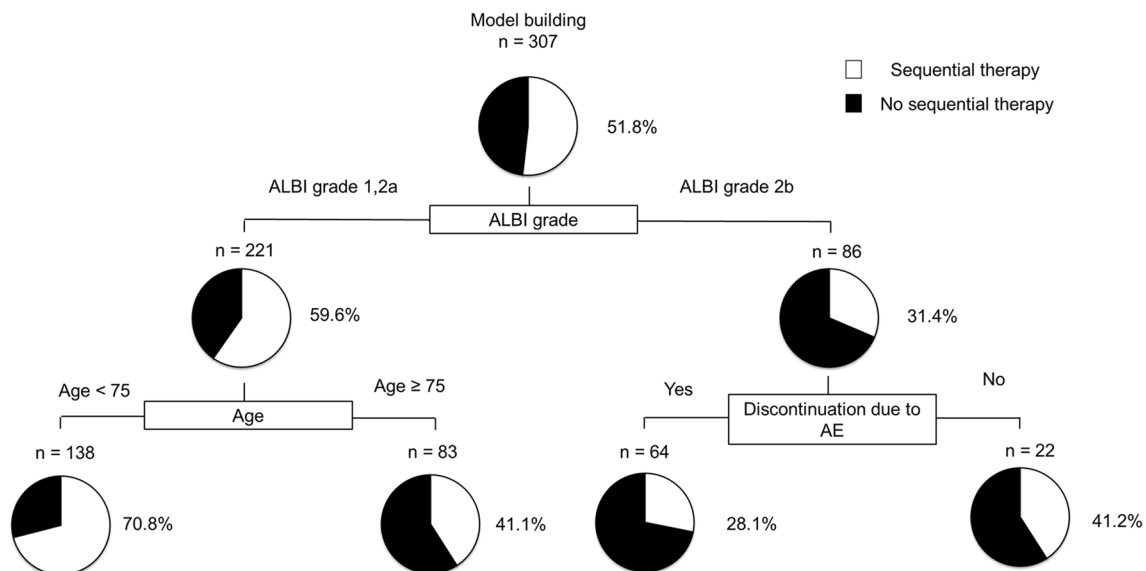 Model building
n = 307
Sequential therapy
No sequential therapy
51.8%
ALBI grade 1,2a
ALBI grade 2b
ALBI grade
n = 221
n = 86
59.6%
31.4%
Age < 75
Age ≥ 75
Yes
No
Age
Discontinuation due to
AE
n = 138
n = 83
n = 64
n = 22
70.8%
41.1%
28.1%
41.2%